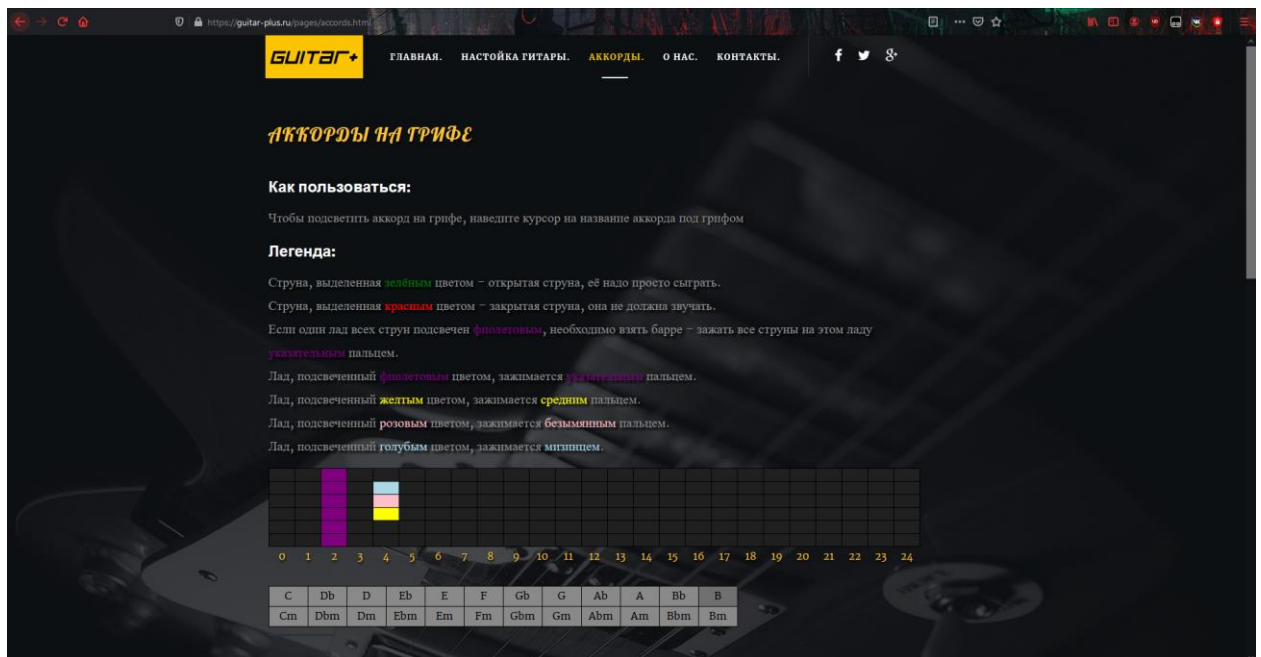 https://guitar-plus.ru/pages/accords.html
GUITAR+ ГЛАВНАЯ. НАСТОЙКА ГИТАРЫ. АККОРДЫ. О НАС. КОНТАКТЫ.
АККОРДЫ НА ГРИФЕ
Как пользоваться:
Чтобы подсветить аккорд на грифе, наведите курсор на название аккорда под грифом
Легенда:
Струна, выделенная зелёным цветом – открытая струна, её надо просто сыграть.
Струна, выделенная красным цветом – закрытая струна, она не должна звучать.
Если один лад всех струн подсвечен фиолетовым, необходимо взять барре – зажать все струны на этом ладу
указательным пальцем.
Лад, подсвеченный фиолетовым цветом, зажимается указательным пальцем.
Лад, подсвеченный желтым цветом, зажимается средним пальцем.
Лад, подсвеченный розовым цветом, зажимается безымянным пальцем.
Лад, подсвеченный голубым цветом, зажимается мизинцем.
0 1 2 3 4 5 6 7 8 9 10 11 12 13 14 15 16 17 18 19 20 21 22 23 24
C Db D Eb E F Gb G Ab A Bb B
Cm Dbm Dm Ebm Em Fm Gbm Gm Abm Am Bbm Bm